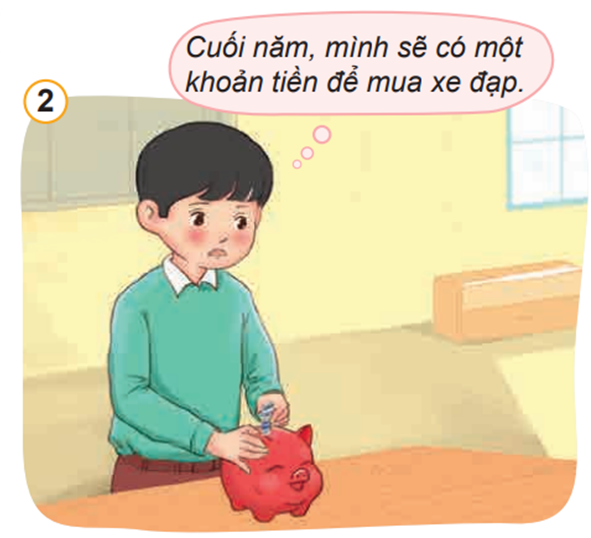 Cuối năm, mình sẽ có một
khoản tiền để mua xe đạp.
2